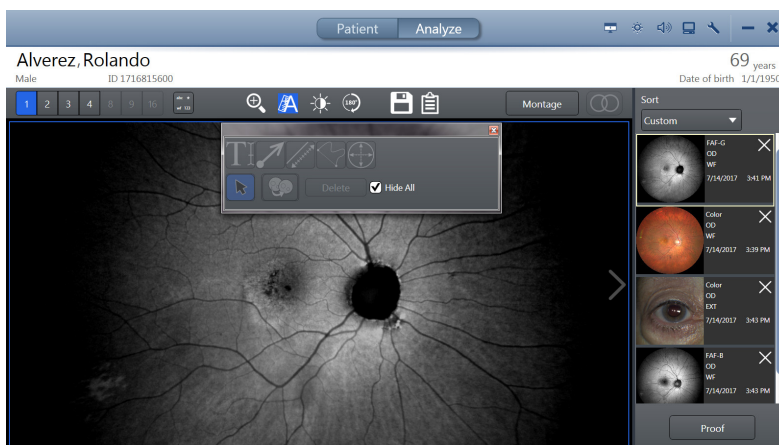 Patient Analyze
Alverez, Rolando
69 years
Male ID 1716815600
Date of birth 1/1/1950
1 2 3 4 8 9 16
A 180°
Montage
Sort
Custom
T
Delete Hide All
FAF-G
OD
WF
7/14/2017 3:41 PM
Color
OD
WF
7/14/2017 3:39 PM
Color
OD
EXT
7/14/2017 3:43 PM
FAF-B
OD
WF
7/14/2017 3:43 PM
Proof